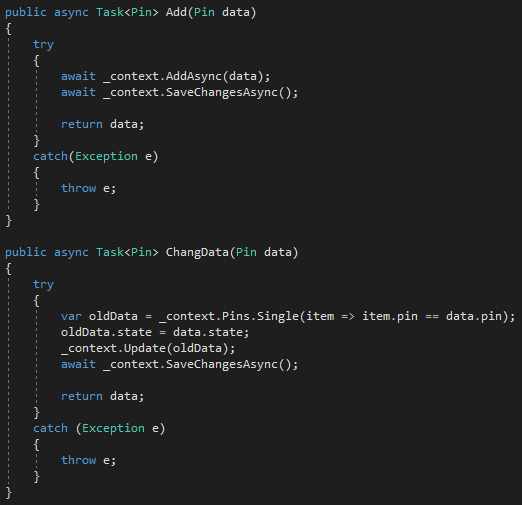 public async Task<Pin> Add(Pin data)
{
    try
    {
        await _context.AddAsync(data);
        await _context.SaveChangesAsync();

        return data;
    }
    catch(Exception e)
    {
        throw e;
    }
}

public async Task<Pin> ChangData(Pin data)
{
    try
    {
        var oldData = _context.Pins.Single(item => item.pin == data.pin);
        oldData.state = data.state;
        _context.Update(oldData);
        await _context.SaveChangesAsync();

        return data;
    }
    catch (Exception e)
    {
        throw e;
    }
}